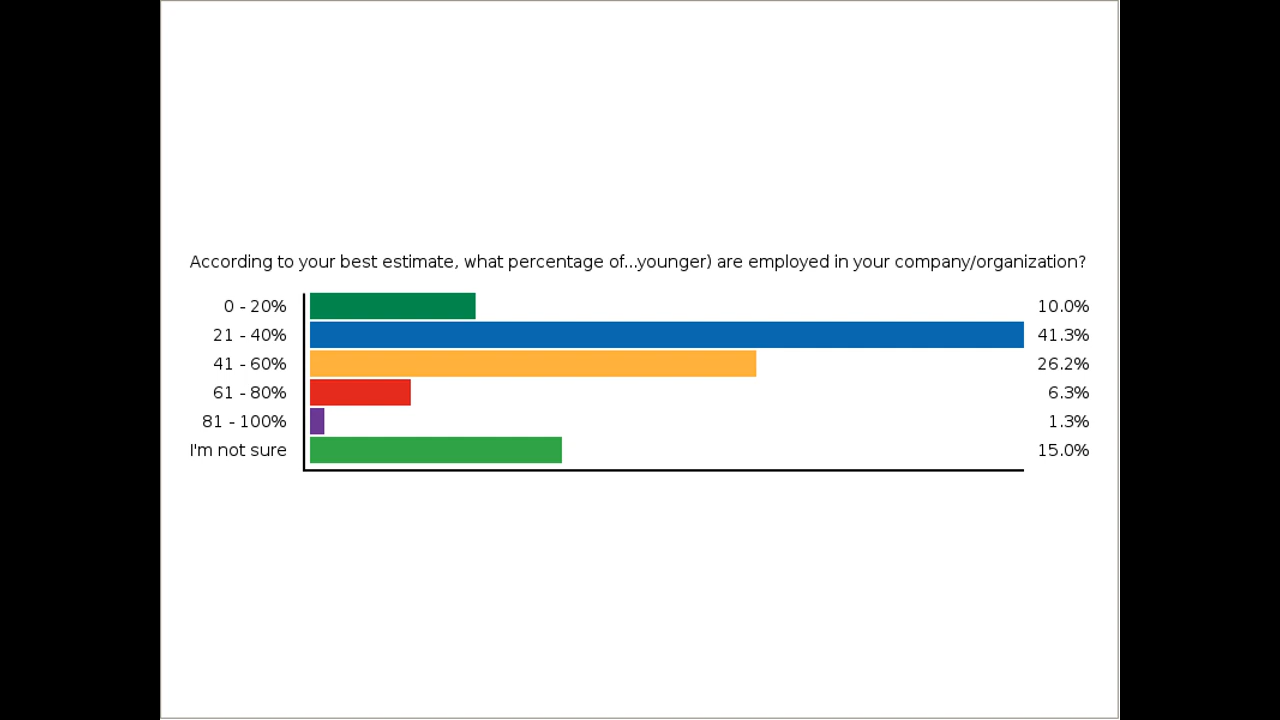 According to your best estimate, what percentage of...younger) are employed in your company/organization?
0 - 20% 10.0%
21 - 40% 41.3%
41 - 60% 26.2%
61 - 80% 6.3%
81 - 100% 1.3%
I'm not sure 15.0%